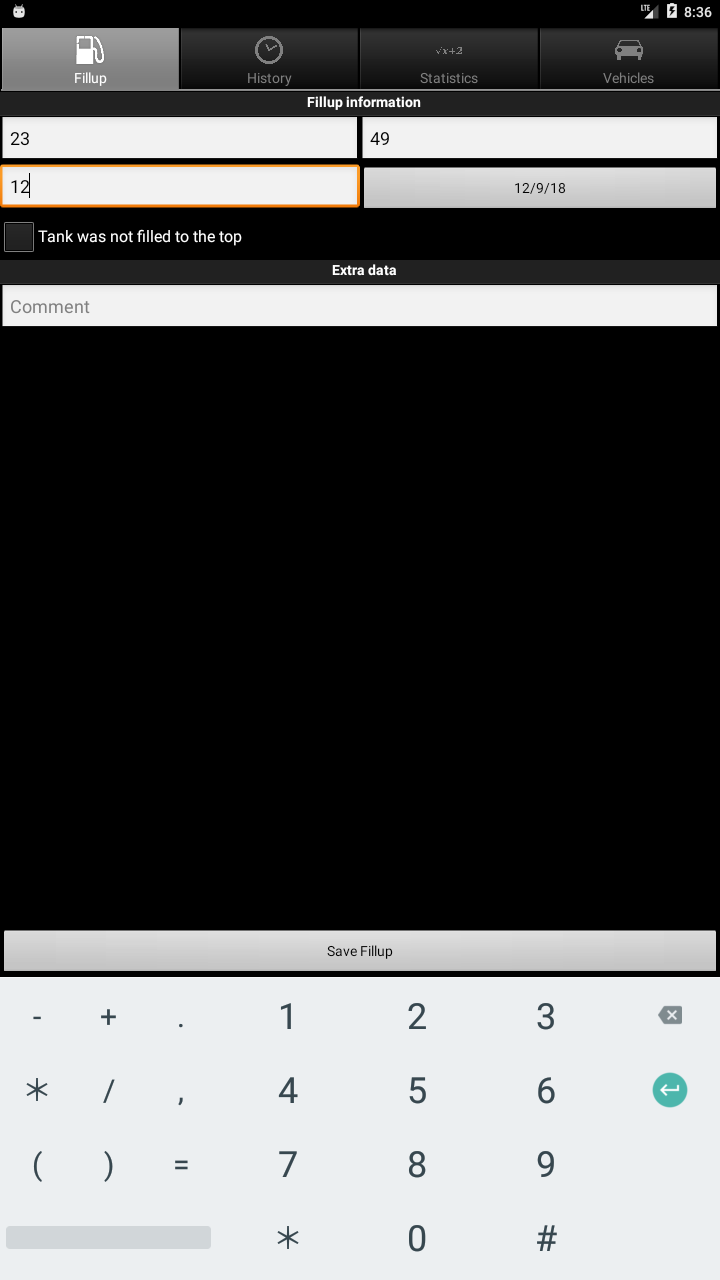 LTE 8:36
Fillup
History
√x+2 Statistics
Vehicles
Fillup information
23 49
12 12/9/18
Tank was not filled to the top
Extra data
Comment
Save Fillup
- + . 1 2 3
* / , 4 5 6
( ) = 7 8 9
* 0 #